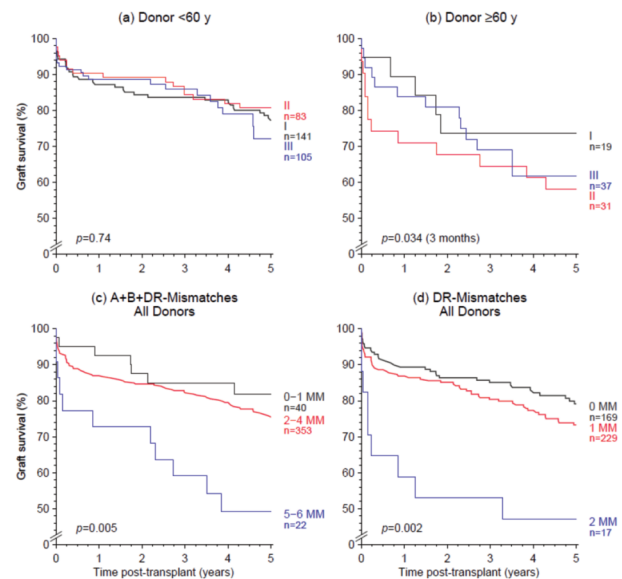 (a) Donor <60 y
Graft survival (%)
100
90
80
70
60
50
0
II
n=83
I
n=141
III
n=105
p=0.74
0 1 2 3 4 5
(b) Donor ≥60 y
100
90
80
70
60
50
0
I
n=19
III
n=37
II
n=31
p=0.034 (3 months)
0 1 2 3 4 5
(c) A+B+DR-Mismatches
All Donors
Graft survival (%)
100
90
80
70
60
50
0
0−1 MM
n=40
2−4 MM
n=353
5−6 MM
n=22
p=0.005
0 1 2 3 4 5
Time post-transplant (years)
(d) DR-Mismatches
All Donors
100
90
80
70
60
50
0
0 MM
n=169
1 MM
n=229
2 MM
n=17
p=0.002
0 1 2 3 4 5
Time post-transplant (years)